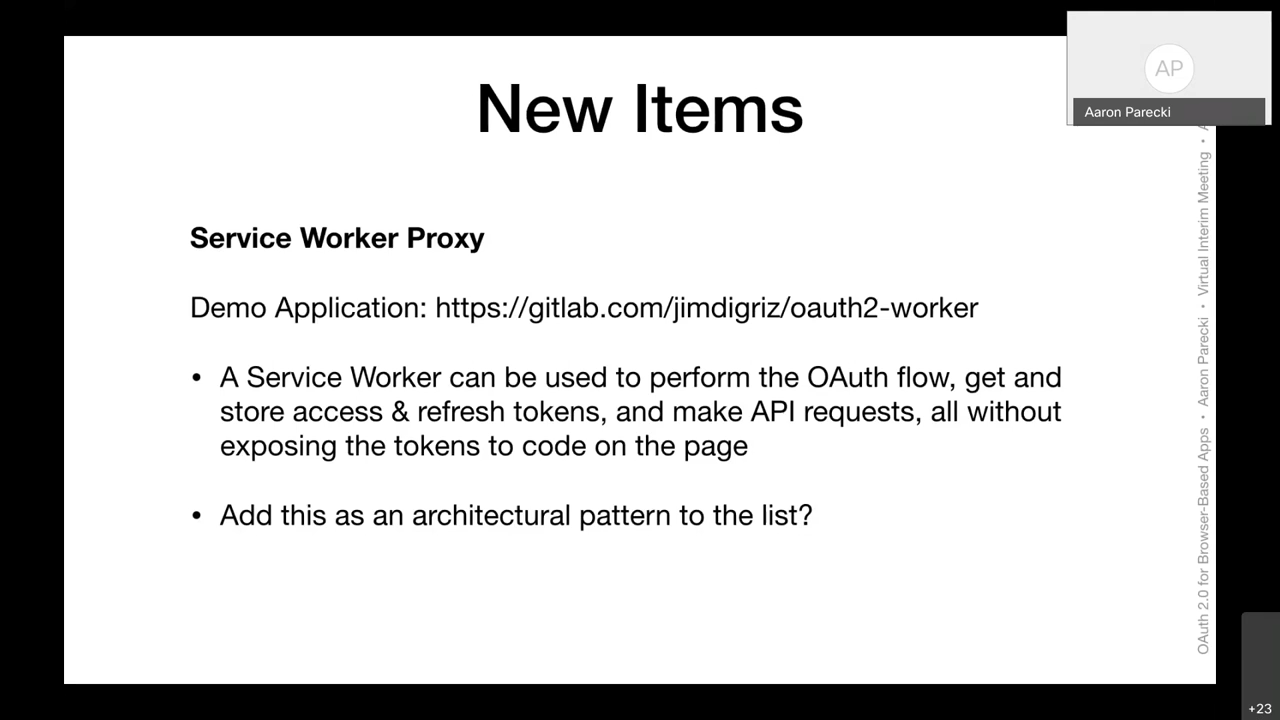 New Items
AP
Aaron Parecki
Service Worker Proxy
Demo Application: https://gitlab.com/jimdigriz/oauth2-worker
• A Service Worker can be used to perform the OAuth flow, get and
store access & refresh tokens, and make API requests, all without
exposing the tokens to code on the page
• Add this as an architectural pattern to the list?
OAuth 2.0 for Browser-Based Apps • Aaron Parecki • Virtual Interim Meeting •
+23